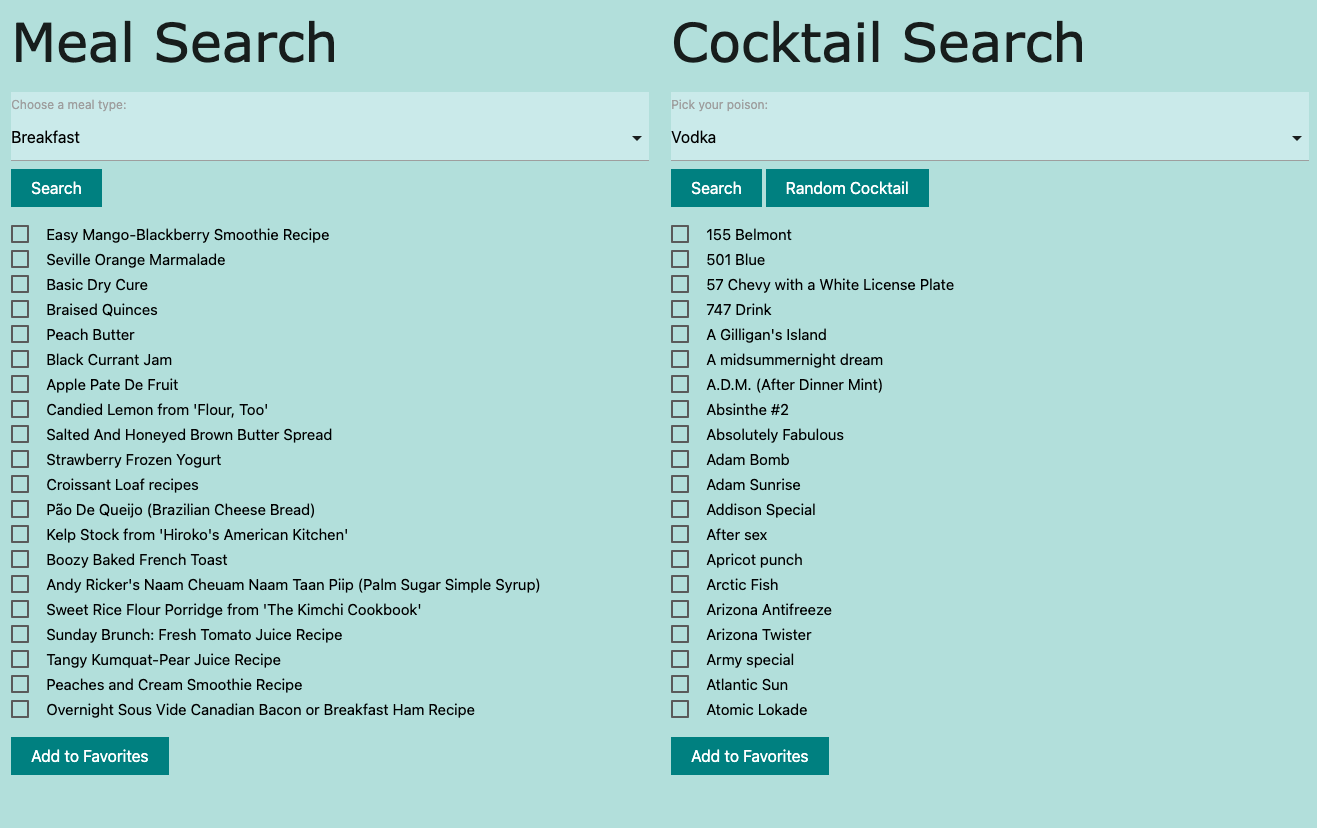 Meal Search
Choose a meal type:
Breakfast
Search
Easy Mango-Blackberry Smoothie Recipe
Seville Orange Marmalade
Basic Dry Cure
Braised Quinces
Peach Butter
Black Currant Jam
Apple Pate De Fruit
Candied Lemon from 'Flour, Too'
Salted And Honeyed Brown Butter Spread
Strawberry Frozen Yogurt
Croissant Loaf recipes
Pão De Queijo (Brazilian Cheese Bread)
Kelp Stock from 'Hiroko's American Kitchen'
Boozy Baked French Toast
Andy Ricker's Naam Cheuam Naam Taan Piip (Palm Sugar Simple Syrup)
Sweet Rice Flour Porridge from 'The Kimchi Cookbook'
Sunday Brunch: Fresh Tomato Juice Recipe
Tangy Kumquat-Pear Juice Recipe
Peaches and Cream Smoothie Recipe
Overnight Sous Vide Canadian Bacon or Breakfast Ham Recipe
Add to Favorites
Cocktail Search
Pick your poison:
Vodka
Search
Random Cocktail
155 Belmont
501 Blue
57 Chevy with a White License Plate
747 Drink
A Gilligan's Island
A midsummernight dream
A.D.M. (After Dinner Mint)
Absinthe #2
Absolutely Fabulous
Adam Bomb
Adam Sunrise
Addison Special
After sex
Apricot punch
Arctic Fish
Arizona Antifreeze
Arizona Twister
Army special
Atlantic Sun
Atomic Lokade
Add to Favorites